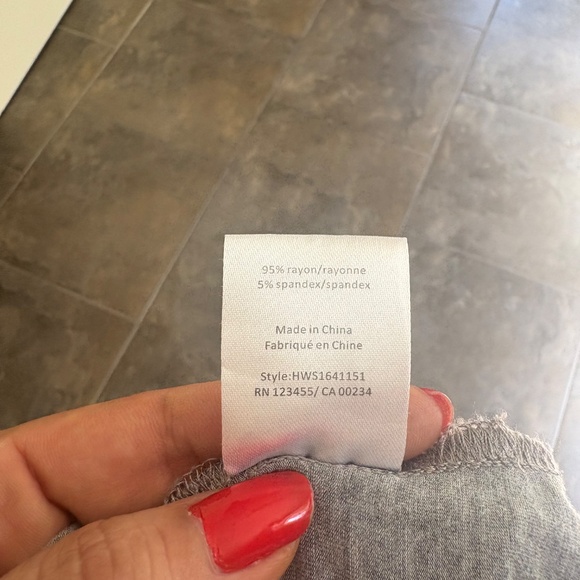 95% rayon/rayonne
5% spandex/spandex
Made in China
Fabriqué en Chine
Style:HWS1641151
RN 123455/ CA 00234